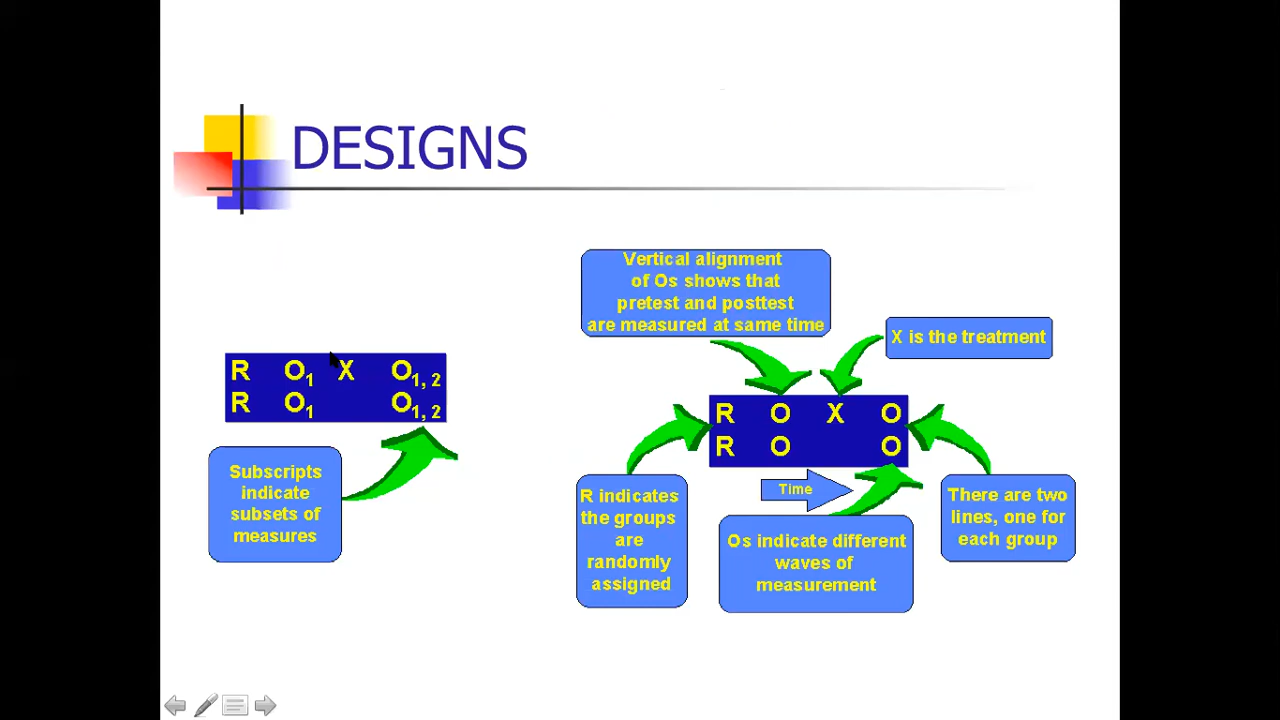 DESIGNS
R O1 X O1, 2
R O1 O1, 2
Subscripts
indicate
subsets of
measures
Vertical alignment
of Os shows that
pretest and posttest
are measured at same time
X is the treatment
R O X O
R O O
R indicates
the groups
are
randomly
assigned
Time
Os indicate different
waves of
measurement
There are two
lines, one for
each group